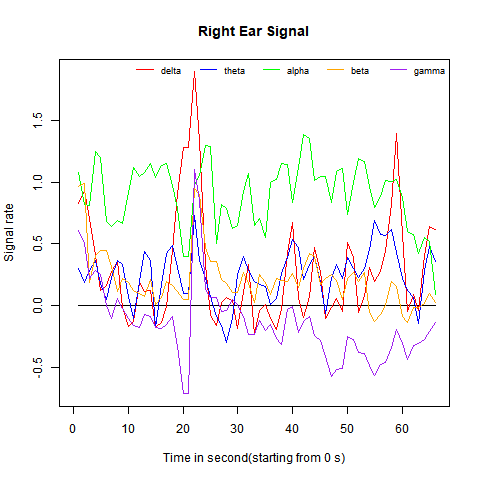 Right Ear Signal
delta theta alpha beta gamma
Signal rate
1.5
1.0
0.5
0.0
-0.5
0 10 20 30 40 50 60
Time in second(starting from 0 s)